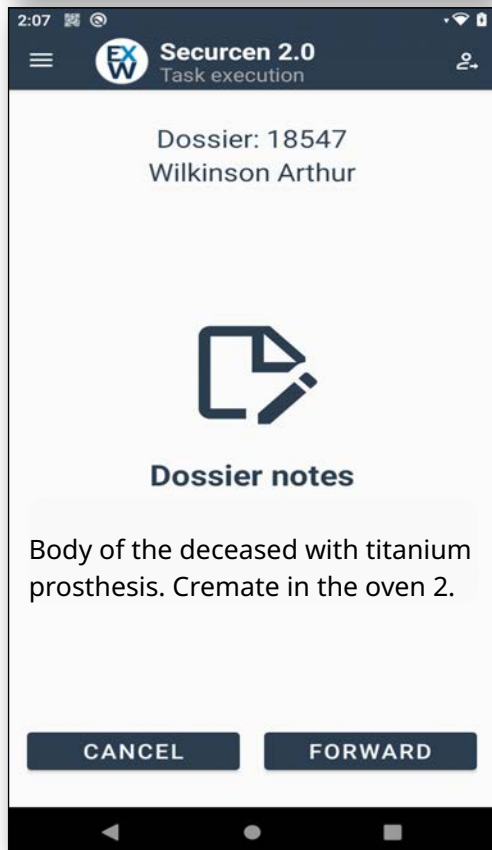 2:07
EXW
Securcen 2.0
Task execution
Dossier: 18547
Wilkinson Arthur
Dossier notes
Body of the deceased with titanium
prosthesis. Cremate in the oven 2.
CANCEL
FORWARD